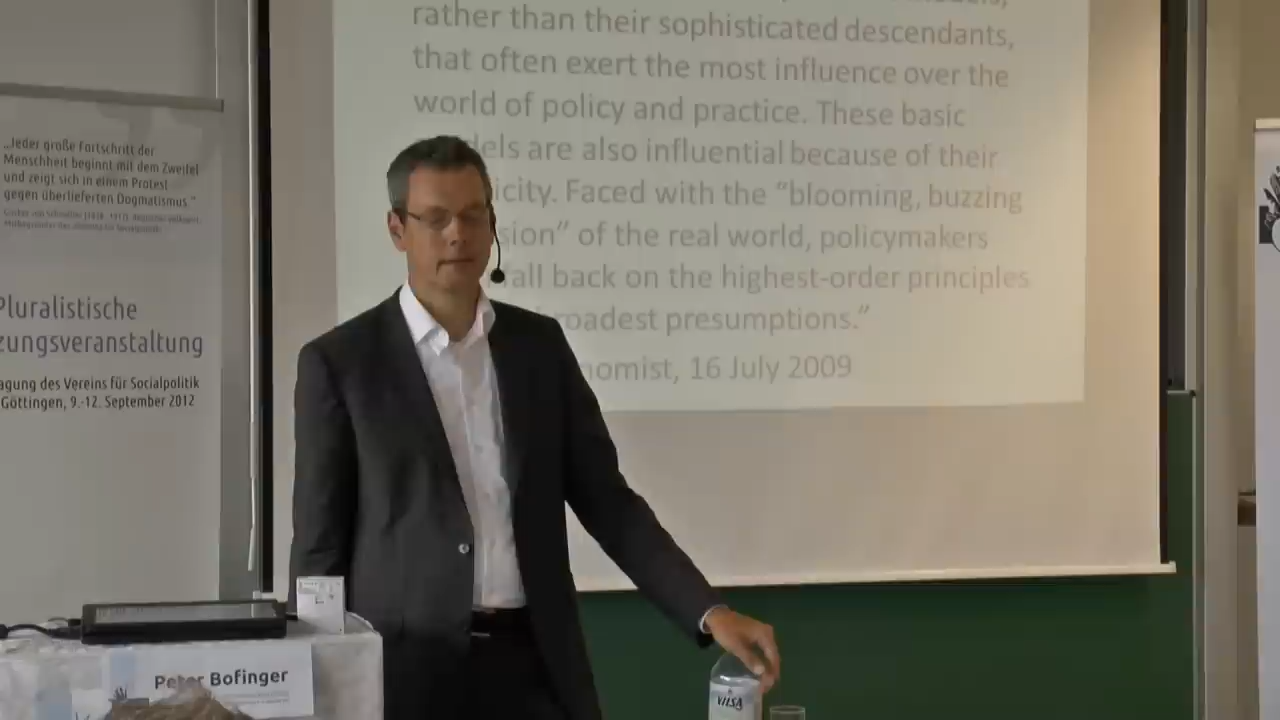 rather than their sophisticated descendants,
that often exert the most influence over the
world of policy and practice. These basic
dels are also influential because of their
icity. Faced with the “blooming, buzzing
sion” of the real world, policymakers
fall back on the highest-order principles
roadest presumptions.”
nomist, 16 July 2009
„Jeder große Fortschritt der
Menschheit beginnt mit dem Zweifel
und zeigt sich in einem Protest
gegen überlieferten Dogmatismus.“
Pluralistische
zungsveranstaltung
agung des Vereins für Socialpolitik
Göttingen, 9.-12. September 2012
Peter Bofinger
VILSA